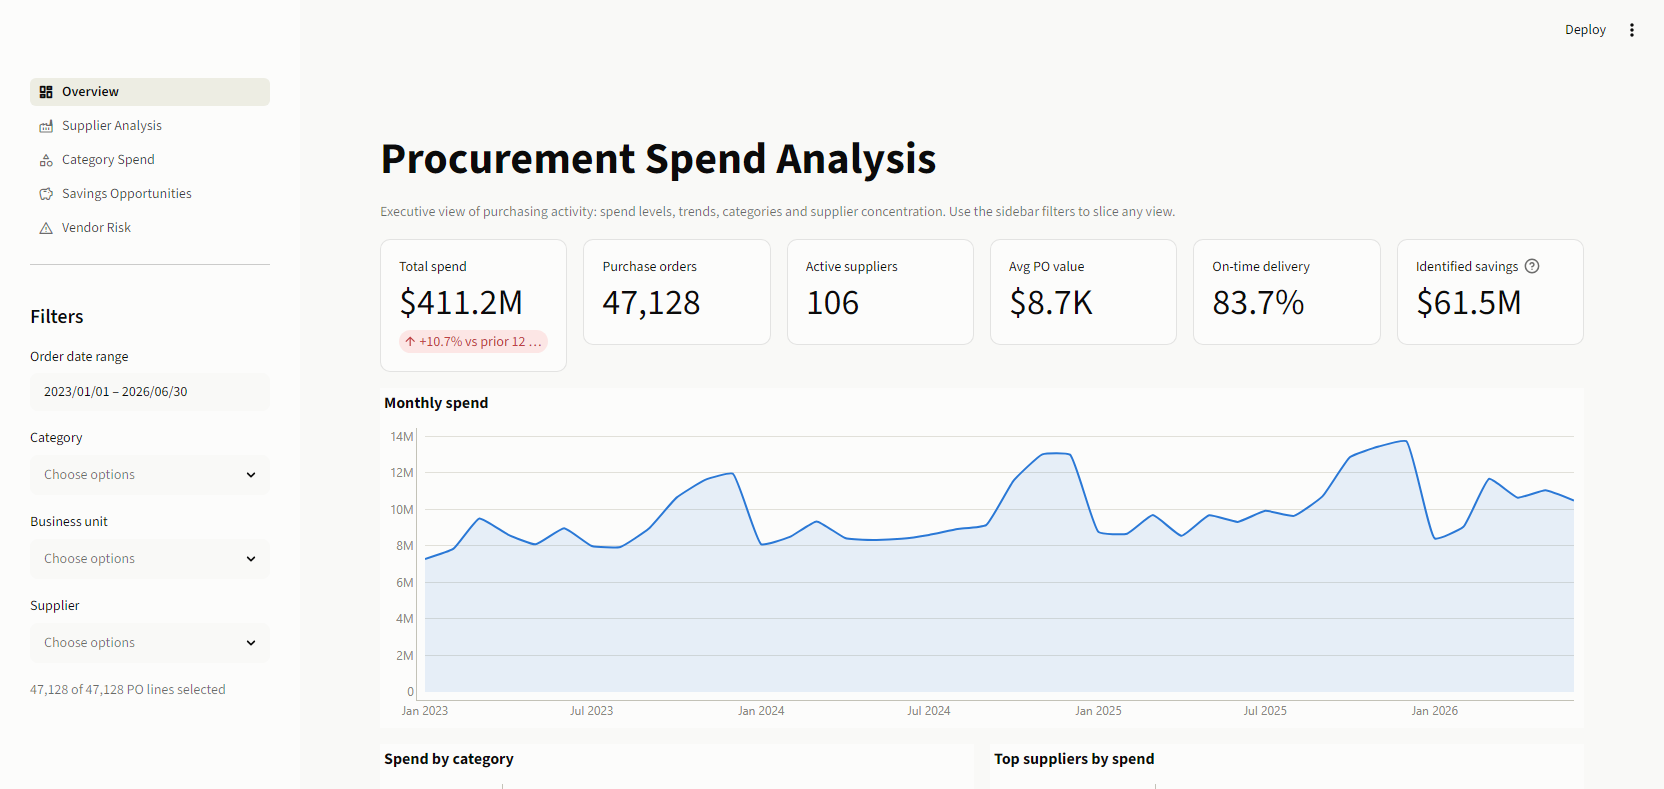 Deploy
Overview
Supplier Analysis
Category Spend
Savings Opportunities
Vendor Risk
Filters
Order date range
2023/01/01 – 2026/06/30
Category
Choose options
Business unit
Choose options
Supplier
Choose options
47,128 of 47,128 PO lines selected
Procurement Spend Analysis
Executive view of purchasing activity: spend levels, trends, categories and supplier concentration. Use the sidebar filters to slice any view.
Total spend
$411.2M
↑ +10.7% vs prior 12 …
Purchase orders
47,128
Active suppliers
106
Avg PO value
$8.7K
On-time delivery
83.7%
Identified savings
$61.5M
Monthly spend
14M
12M
10M
8M
6M
4M
2M
0
Jan 2023 Jul 2023 Jan 2024 Jul 2024 Jan 2025 Jul 2025 Jan 2026
Spend by category
Top suppliers by spend